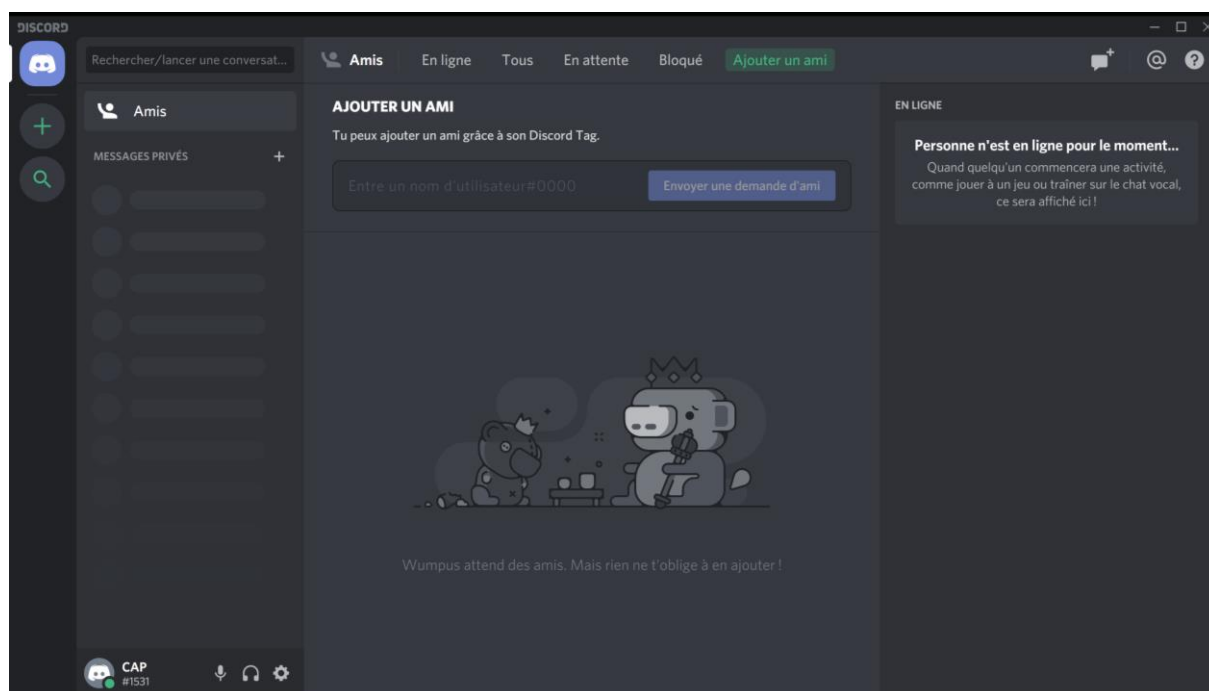 DISCORD
Rechercher/lancer une conversat...
Amis
En ligne
Tous
En attente
Bloqué
Ajouter un ami
Amis
MESSAGES PRIVÉS
AJOUTER UN AMI
Tu peux ajouter un ami grâce à son Discord Tag.
Entre un nom d'utilisateur#0000
Envoyer une demande d'ami
EN LIGNE
Personne n'est en ligne pour le moment...
Quand quelqu'un commencera une activité,
comme jouer à un jeu ou traîner sur le chat vocal,
ce sera affiché ici !
Wumpus attend des amis. Mais rien ne t'oblige à en ajouter !
CAP
#1531